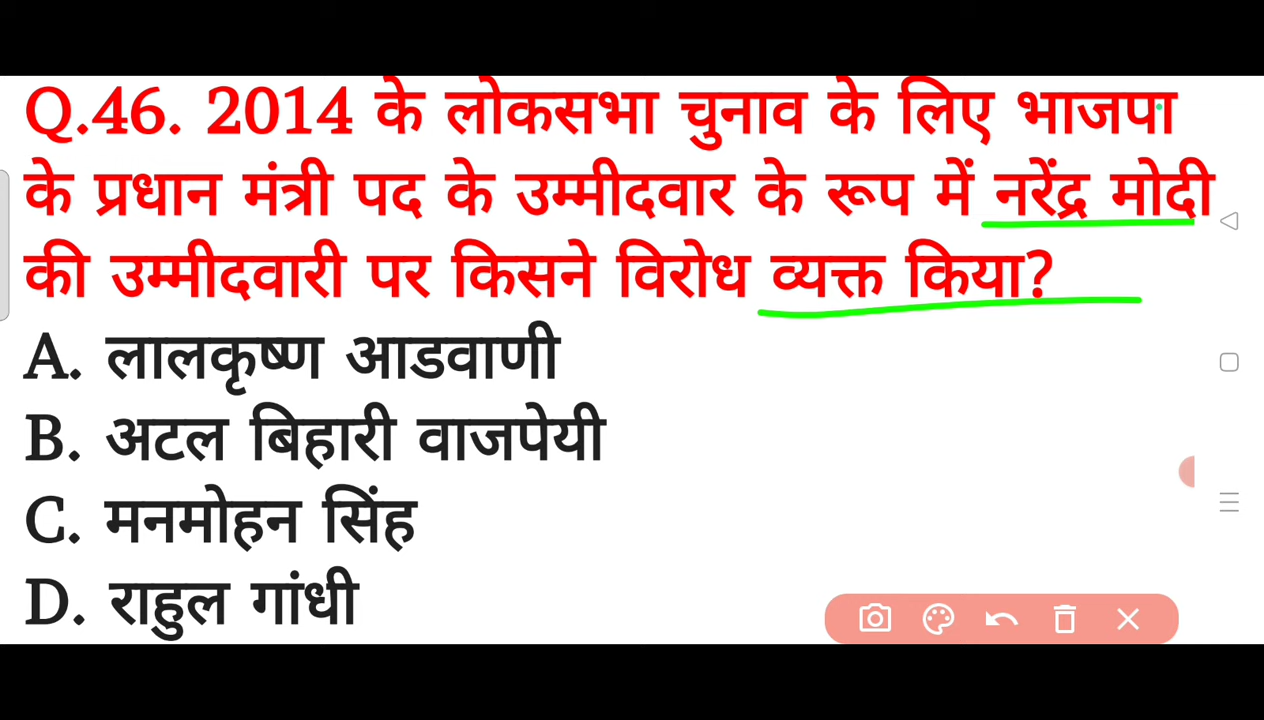 Q.46. 2014 के लोकसभा चुनाव के लिए भाजपा
के प्रधान मंत्री पद के उम्मीदवार के रूप में नरेंद्र मोदी
की उम्मीदवारी पर किसने विरोध व्यक्त किया?
A. लालकृष्ण आडवाणी
B. अटल बिहारी वाजपेयी
C. मनमोहन सिंह
D. राहुल गांधी